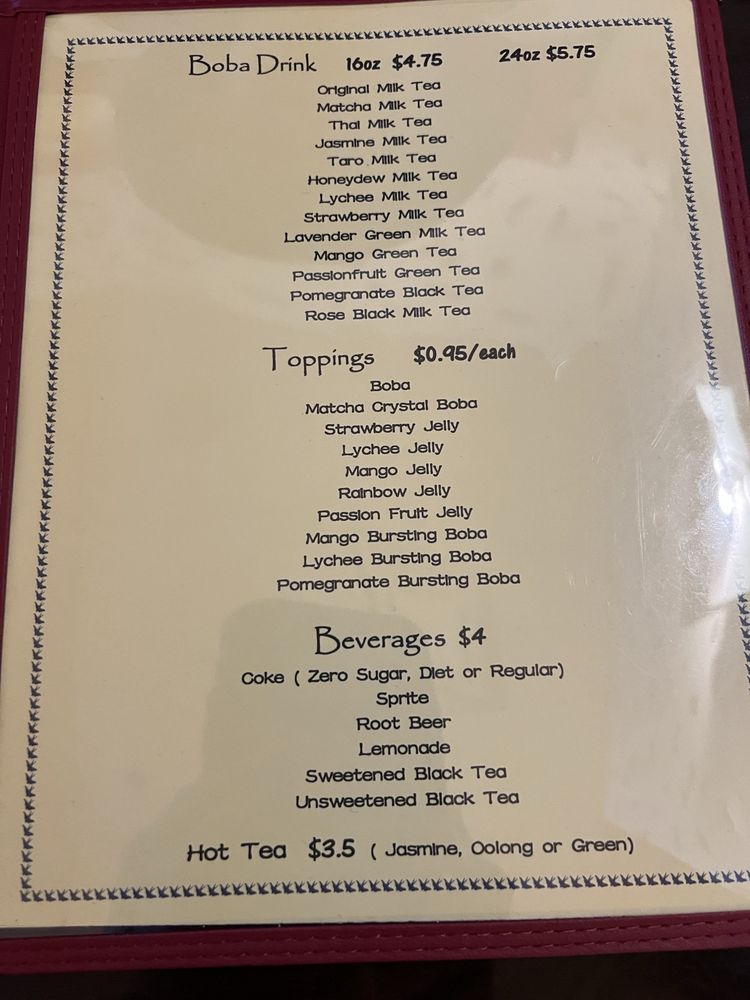 Boba Drink 16oz $4.75 24oz $5.75
Original Milk Tea
Matcha Milk Tea
Thai Milk Tea
Jasmine Milk Tea
Taro Milk Tea
Honeydew Milk Tea
Lychee Milk Tea
Strawberry Milk Tea
Lavender Green Milk Tea
Mango Green Tea
Passionfruit Green Tea
Pomegranate Black Tea
Rose Black Milk Tea
Toppings $0.95/each
Boba
Matcha Crystal Boba
Strawberry Jelly
Lychee Jelly
Mango Jelly
Rainbow Jelly
Passion Fruit Jelly
Mango Bursting Boba
Lychee Bursting Boba
Pomegranate Bursting Boba
Beverages $4
Coke ( Zero Sugar, Diet or Regular)
Sprite
Root Beer
Lemonade
Sweetened Black Tea
Unsweetened Black Tea
Hot Tea $3.5 ( Jasmine, Oolong or Green)